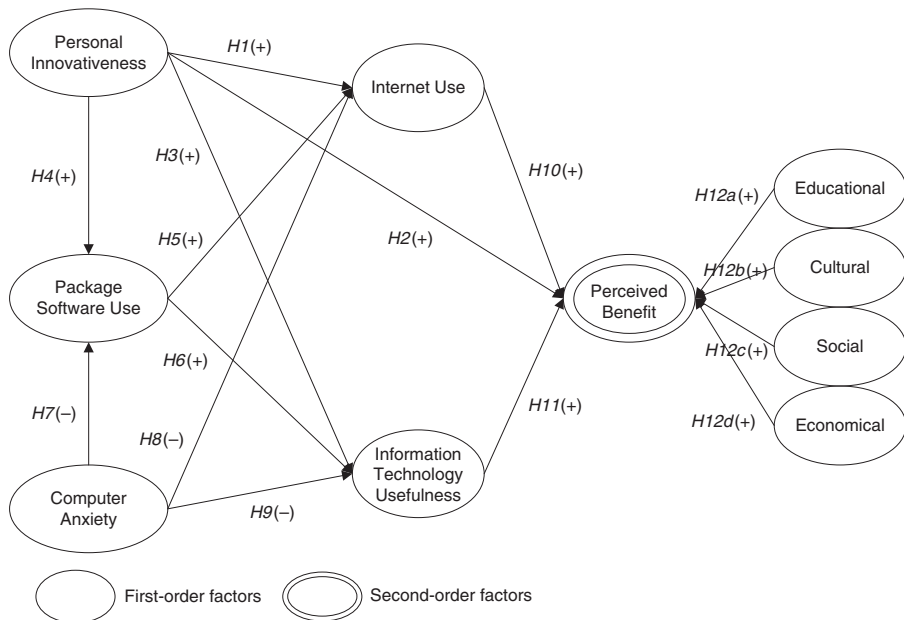 Personal
Innovativeness
H1(+)
Internet Use
H3(+)
H4(+)
H10(+)
Educational
H12a(+)
H5(+)
H2(+)
Package
Software Use
Perceived
Benefit
H12b(+)
Cultural
H6(+)
H12c(+)
Social
H7(–)
H8(–)
H11(+)
H12d(+)
Economical
Information
Technology
Usefulness
Computer
Anxiety
H9(–)
First-order factors
Second-order factors